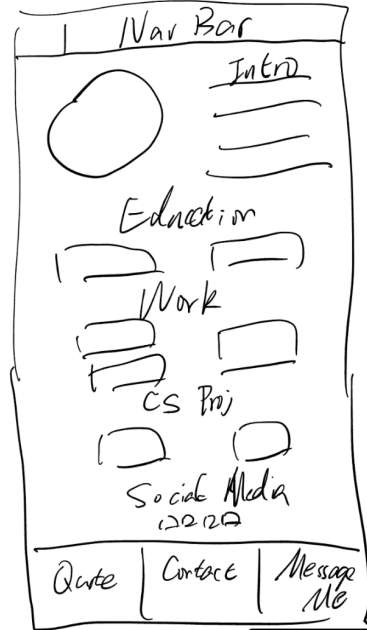 Nav Bar
Intro
Education
Work
CS Proj
Social Media
Quote
Contact
Message
Me